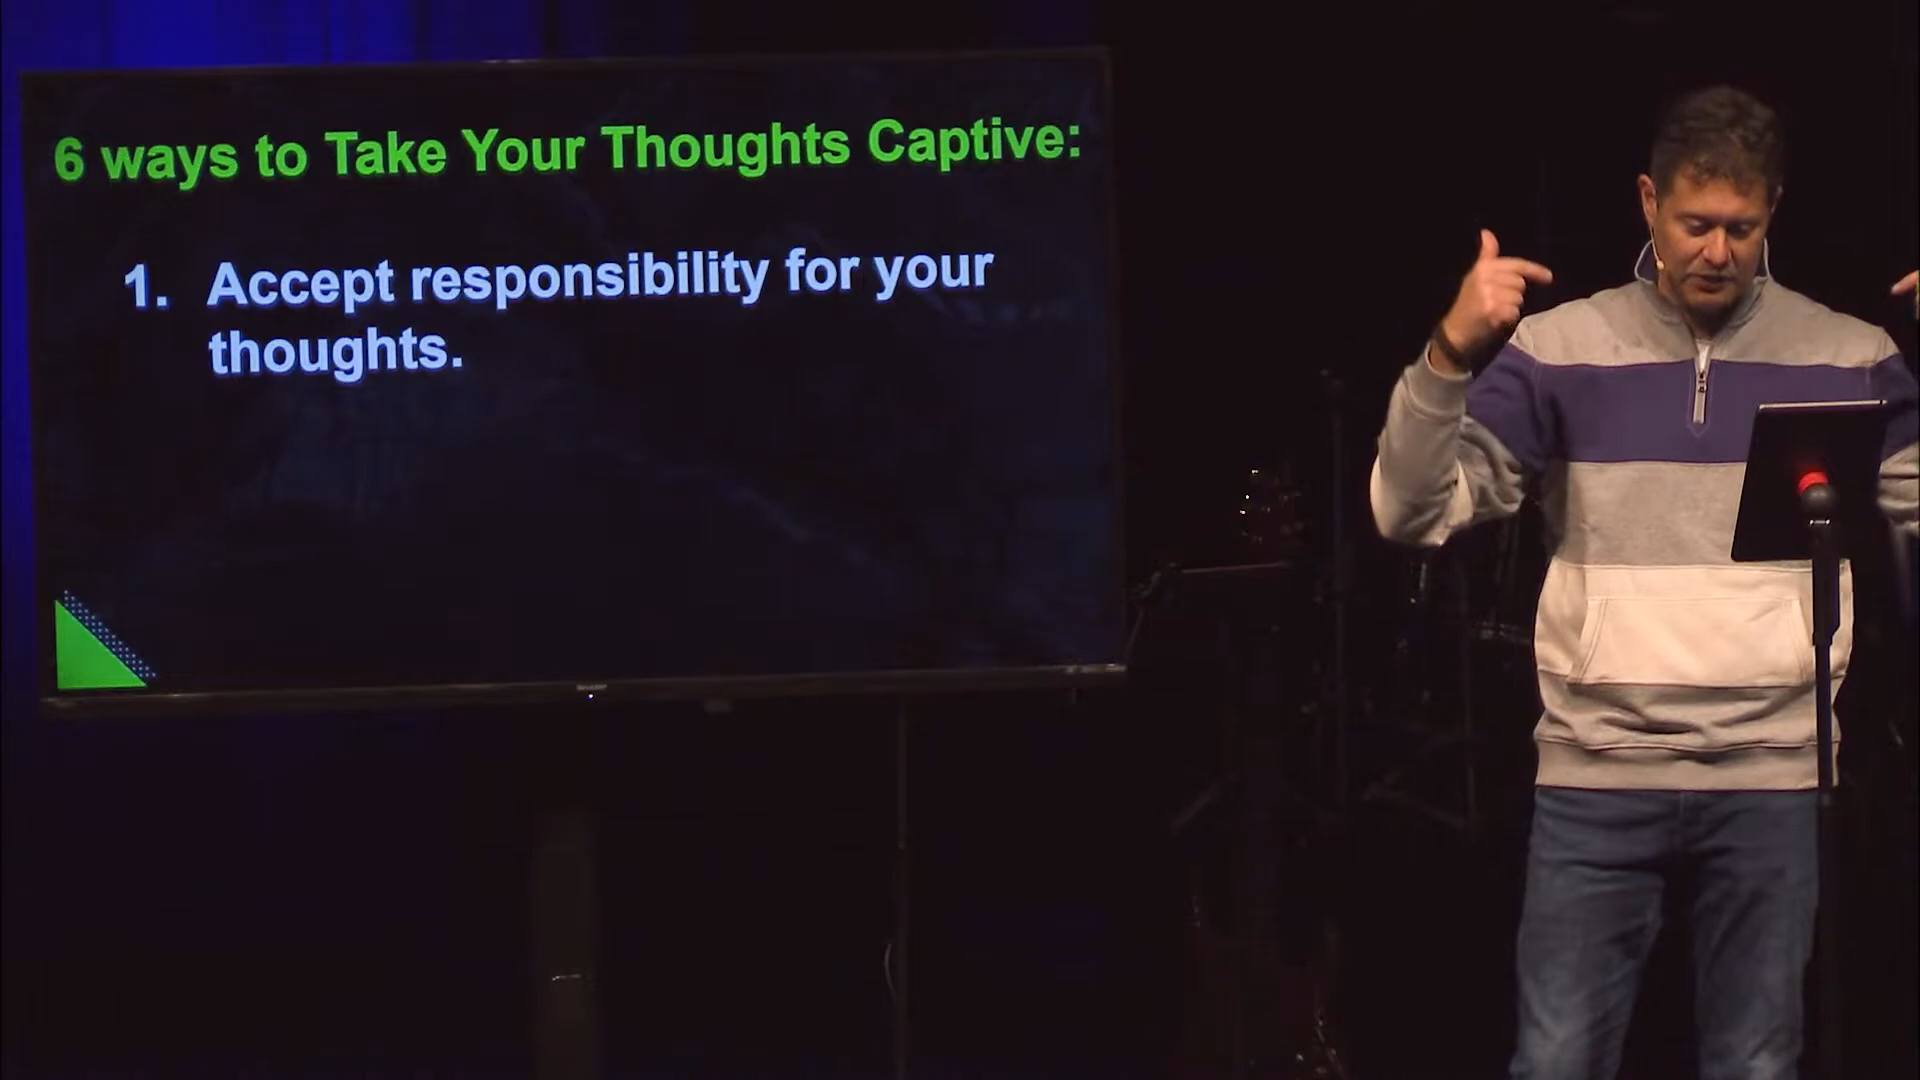 6 ways to Take Your Thoughts Captive:
1. Accept responsibility for your
thoughts.